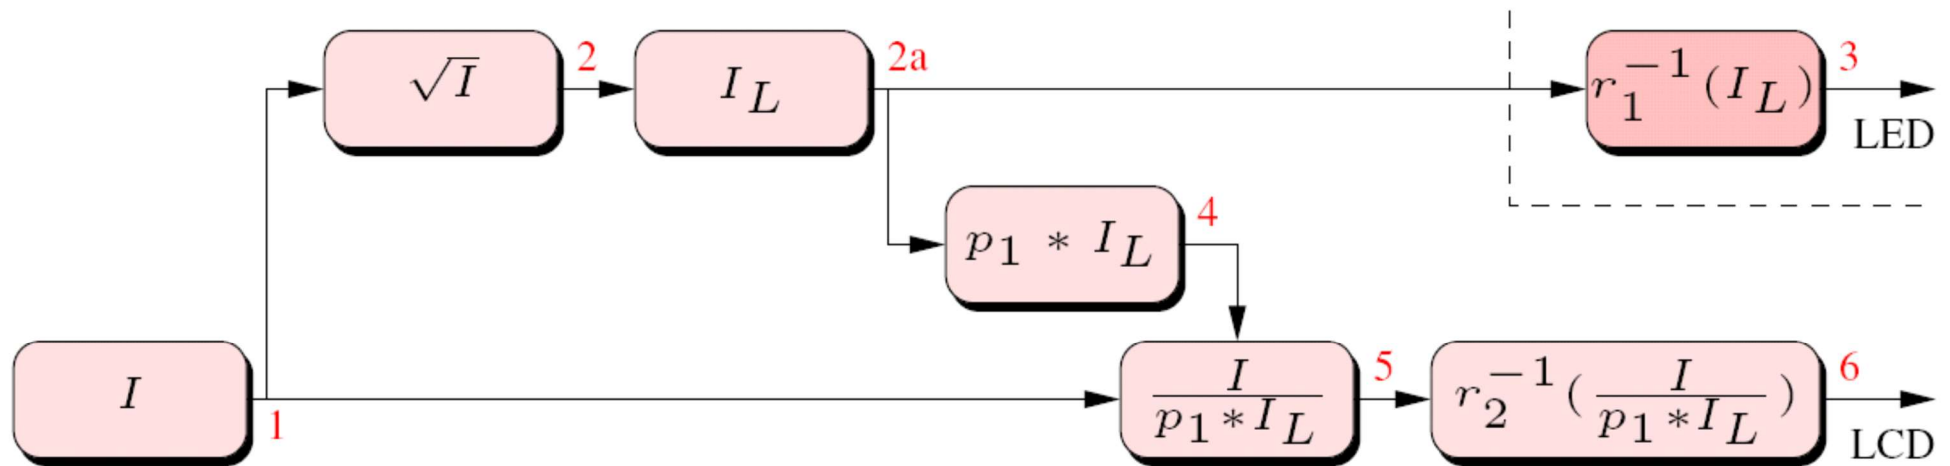 √I
2
I_L
2a
r_1^{-1}(I_L)
3
LED
p_1 * I_L
4
I
1
I / p_1*I_L
5
r_2^{-1}(I / p_1*I_L)
6
LCD